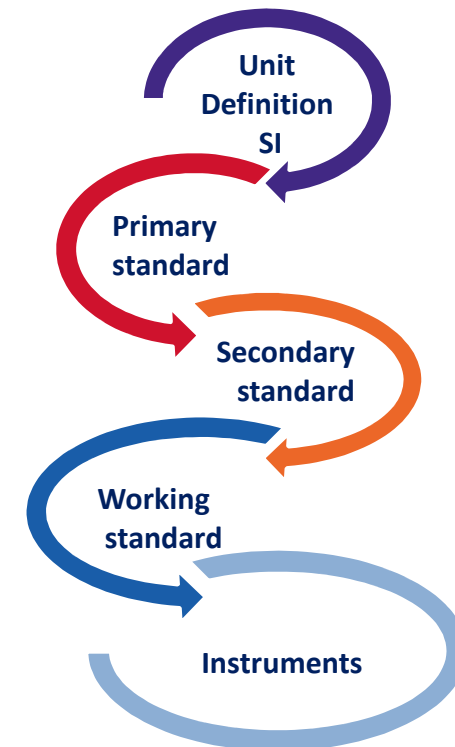 Unit
Definition
SI
Primary
standard
Secondary
standard
Working
standard
Instruments